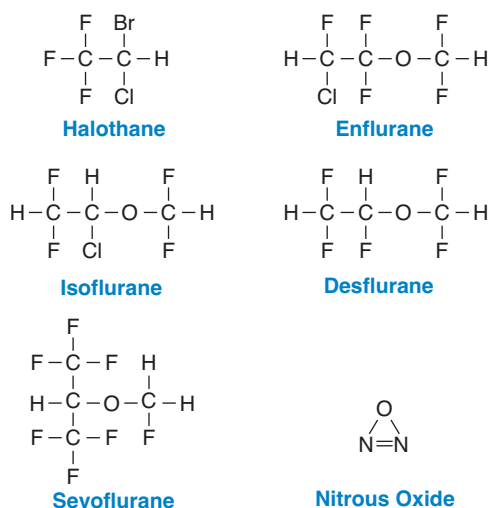 F Br
F–C–C–H
F Cl
Halothane
F F F
H–C–C–O–C–H
Cl F F
Enflurane
F H F
H–C–C–O–C–H
F Cl F
Isoflurane
F H F
H–C–C–O–C–H
F F F
Desflurane
F
F–C–F H
H–C–O–C–H
F–C–F F
F
Sevoflurane
O
N=N
Nitrous Oxide